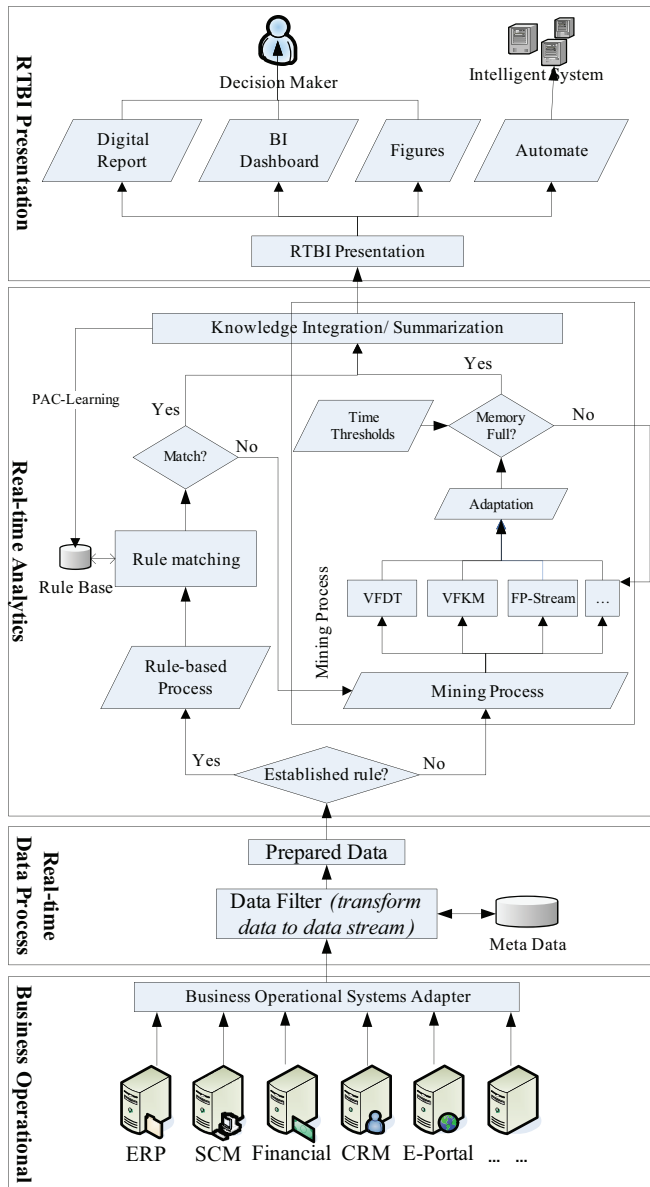 RTBI Presentation
Decision Maker
Intelligent System
Digital
Report
BI
Dashboard
Figures
Automate
RTBI Presentation
Real-time Analytics
Knowledge Integration/ Summarization
PAC-Learning
Yes
Yes
Time
Thresholds
Memory
Full?
No
Match?
No
Adaptation
Rule matching
Rule Base
Mining Process
VFDT
VFKM
FP-Stream
...
Rule-based
Process
Mining Process
Yes
Established rule?
No
Real-time
Data Process
Prepared Data
Data Filter (transform
data to data stream)
Meta Data
Business Operational
Business Operational Systems Adapter
ERP
SCM
Financial
CRM
E-Portal
... ...